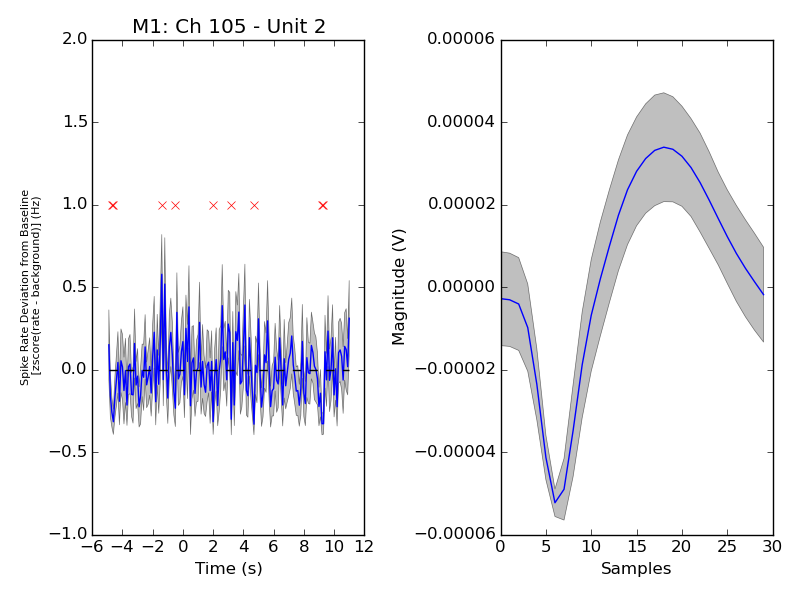 M1: Ch 105 - Unit 2
2.0
1.5
1.0
0.5
0.0
−0.5
−1.0
−6 −4 −2 0 2 4 6 8 10 12
Time (s)
Spike Rate Deviation from Baseline
[zscore(rate - background)] (Hz)
0.00006
0.00004
0.00002
0.00000
−0.00002
−0.00004
−0.00006
0 5 10 15 20 25 30
Samples
Magnitude (V)